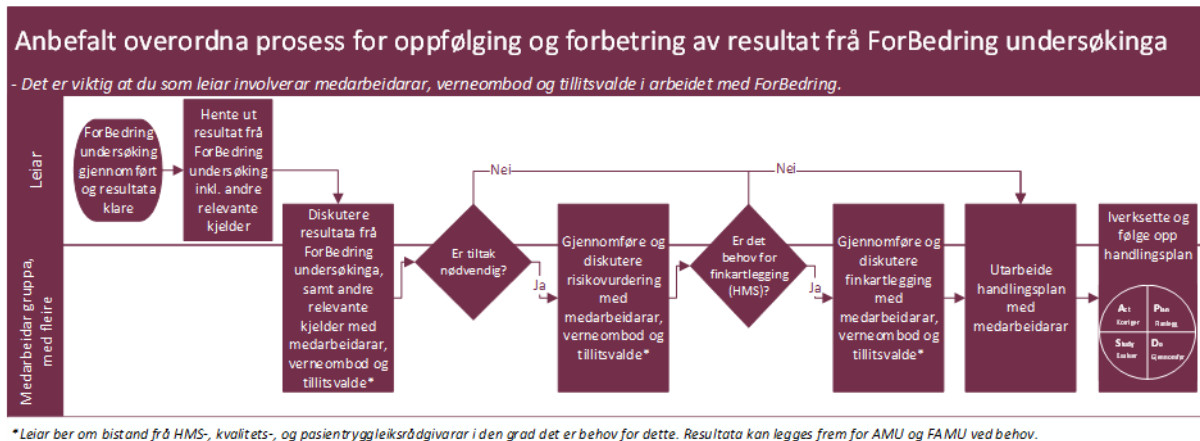 Anbefalt overordna prosess for oppfølging og forbetring av resultat frå ForBedring undersøkinga
- Det er viktig at du som leiar involverar medarbeidarar, verneombod og tillitsvalde i arbeidet med ForBedring.
Leiar
ForBedring
undersøking
gjennomført
og resultata
klare
Hente ut
resultat frå
ForBedring
undersøking
inkl. andre
relevante
kjelder
Nei
Nei
Medarbeidar gruppa,
med fleire
Diskutere
resultata frå
ForBedring
undersøkinga,
samt andre
relevante
kjelder med
medarbeidarar,
verneombod og
tillitsvalde*
Er tiltak
nødvendig?
Ja
Gjennomføre og
diskutere
risikovurdering
med
medarbeidarar,
verneombod og
tillitsvalde*
Er det
behov for
finkartlegging
(HMS)?
Ja
Gjennomføre og
diskutere
finkartlegging
med
medarbeidarar,
verneombod og
tillitsvalde*
Utarbeide
handlingsplan
med
medarbeidarar
Iverksette og
følge opp
handlingsplan
Act
Korriger
Plan
Planlegg
Study
Evaluer
Do
Gjennomfør
*Leiar ber om bistand frå HMS-, kvalitets-, og pasientryggleiksrådgivarar i den grad det er behov for dette. Resultata kan legges frem for AMU og FAMU ved behov.